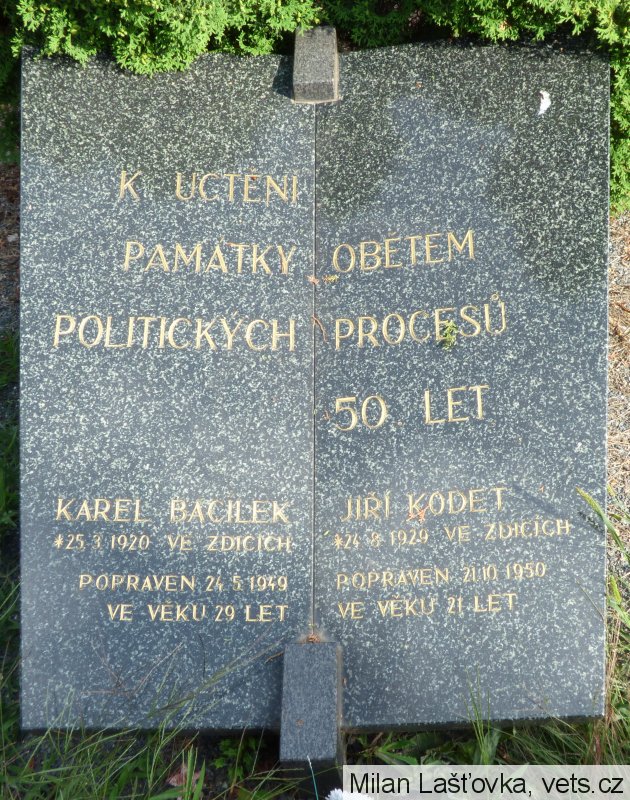 K UCTĚNÍ
PAMÁTKY OBĚTEM
POLITICKÝCH PROCESŮ
50. LET
KAREL BACÍLEK
*25.3.1920 VE ZDICÍCH
POPRAVEN 24.5.1949
VE VĚKU 29 LET
JIŘÍ KODET
*24.8.1929 VE ZDICÍCH
POPRAVEN 21.10.1950
VE VĚKU 21 LET
Milan Lašťovka, vets.cz